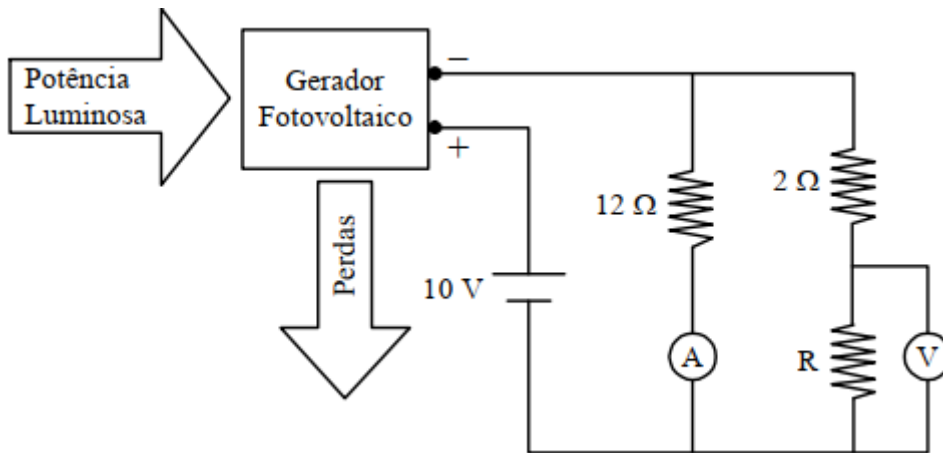 Potência
Luminosa
Gerador
Fotovoltaico
−
+
Perdas
10 V
12 Ω
2 Ω
A
R
V